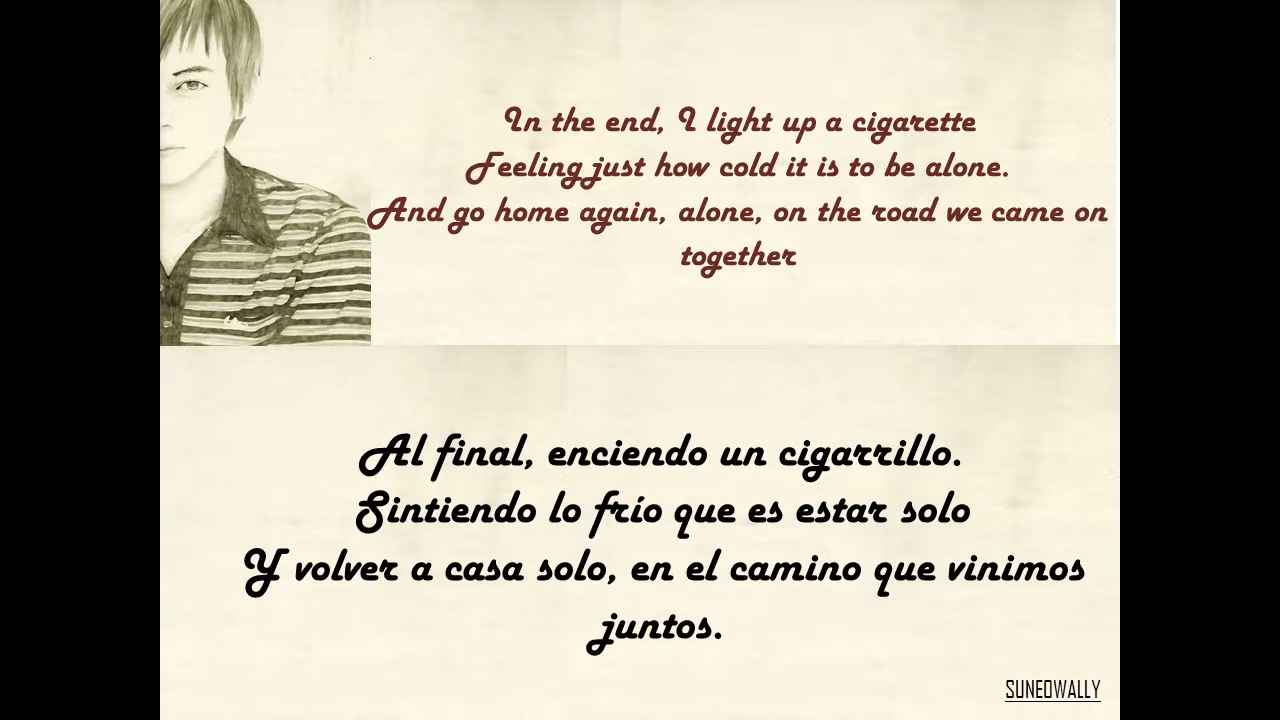 In the end, I light up a cigarette
Feeling just how cold it is to be alone.
And go home again, alone, on the road we came on
together
Al final, enciendo un cigarrillo.
Sintiendo lo frío que es estar solo
Y volver a casa solo, en el camino que vinimos
juntos.
SUNEOWALLY